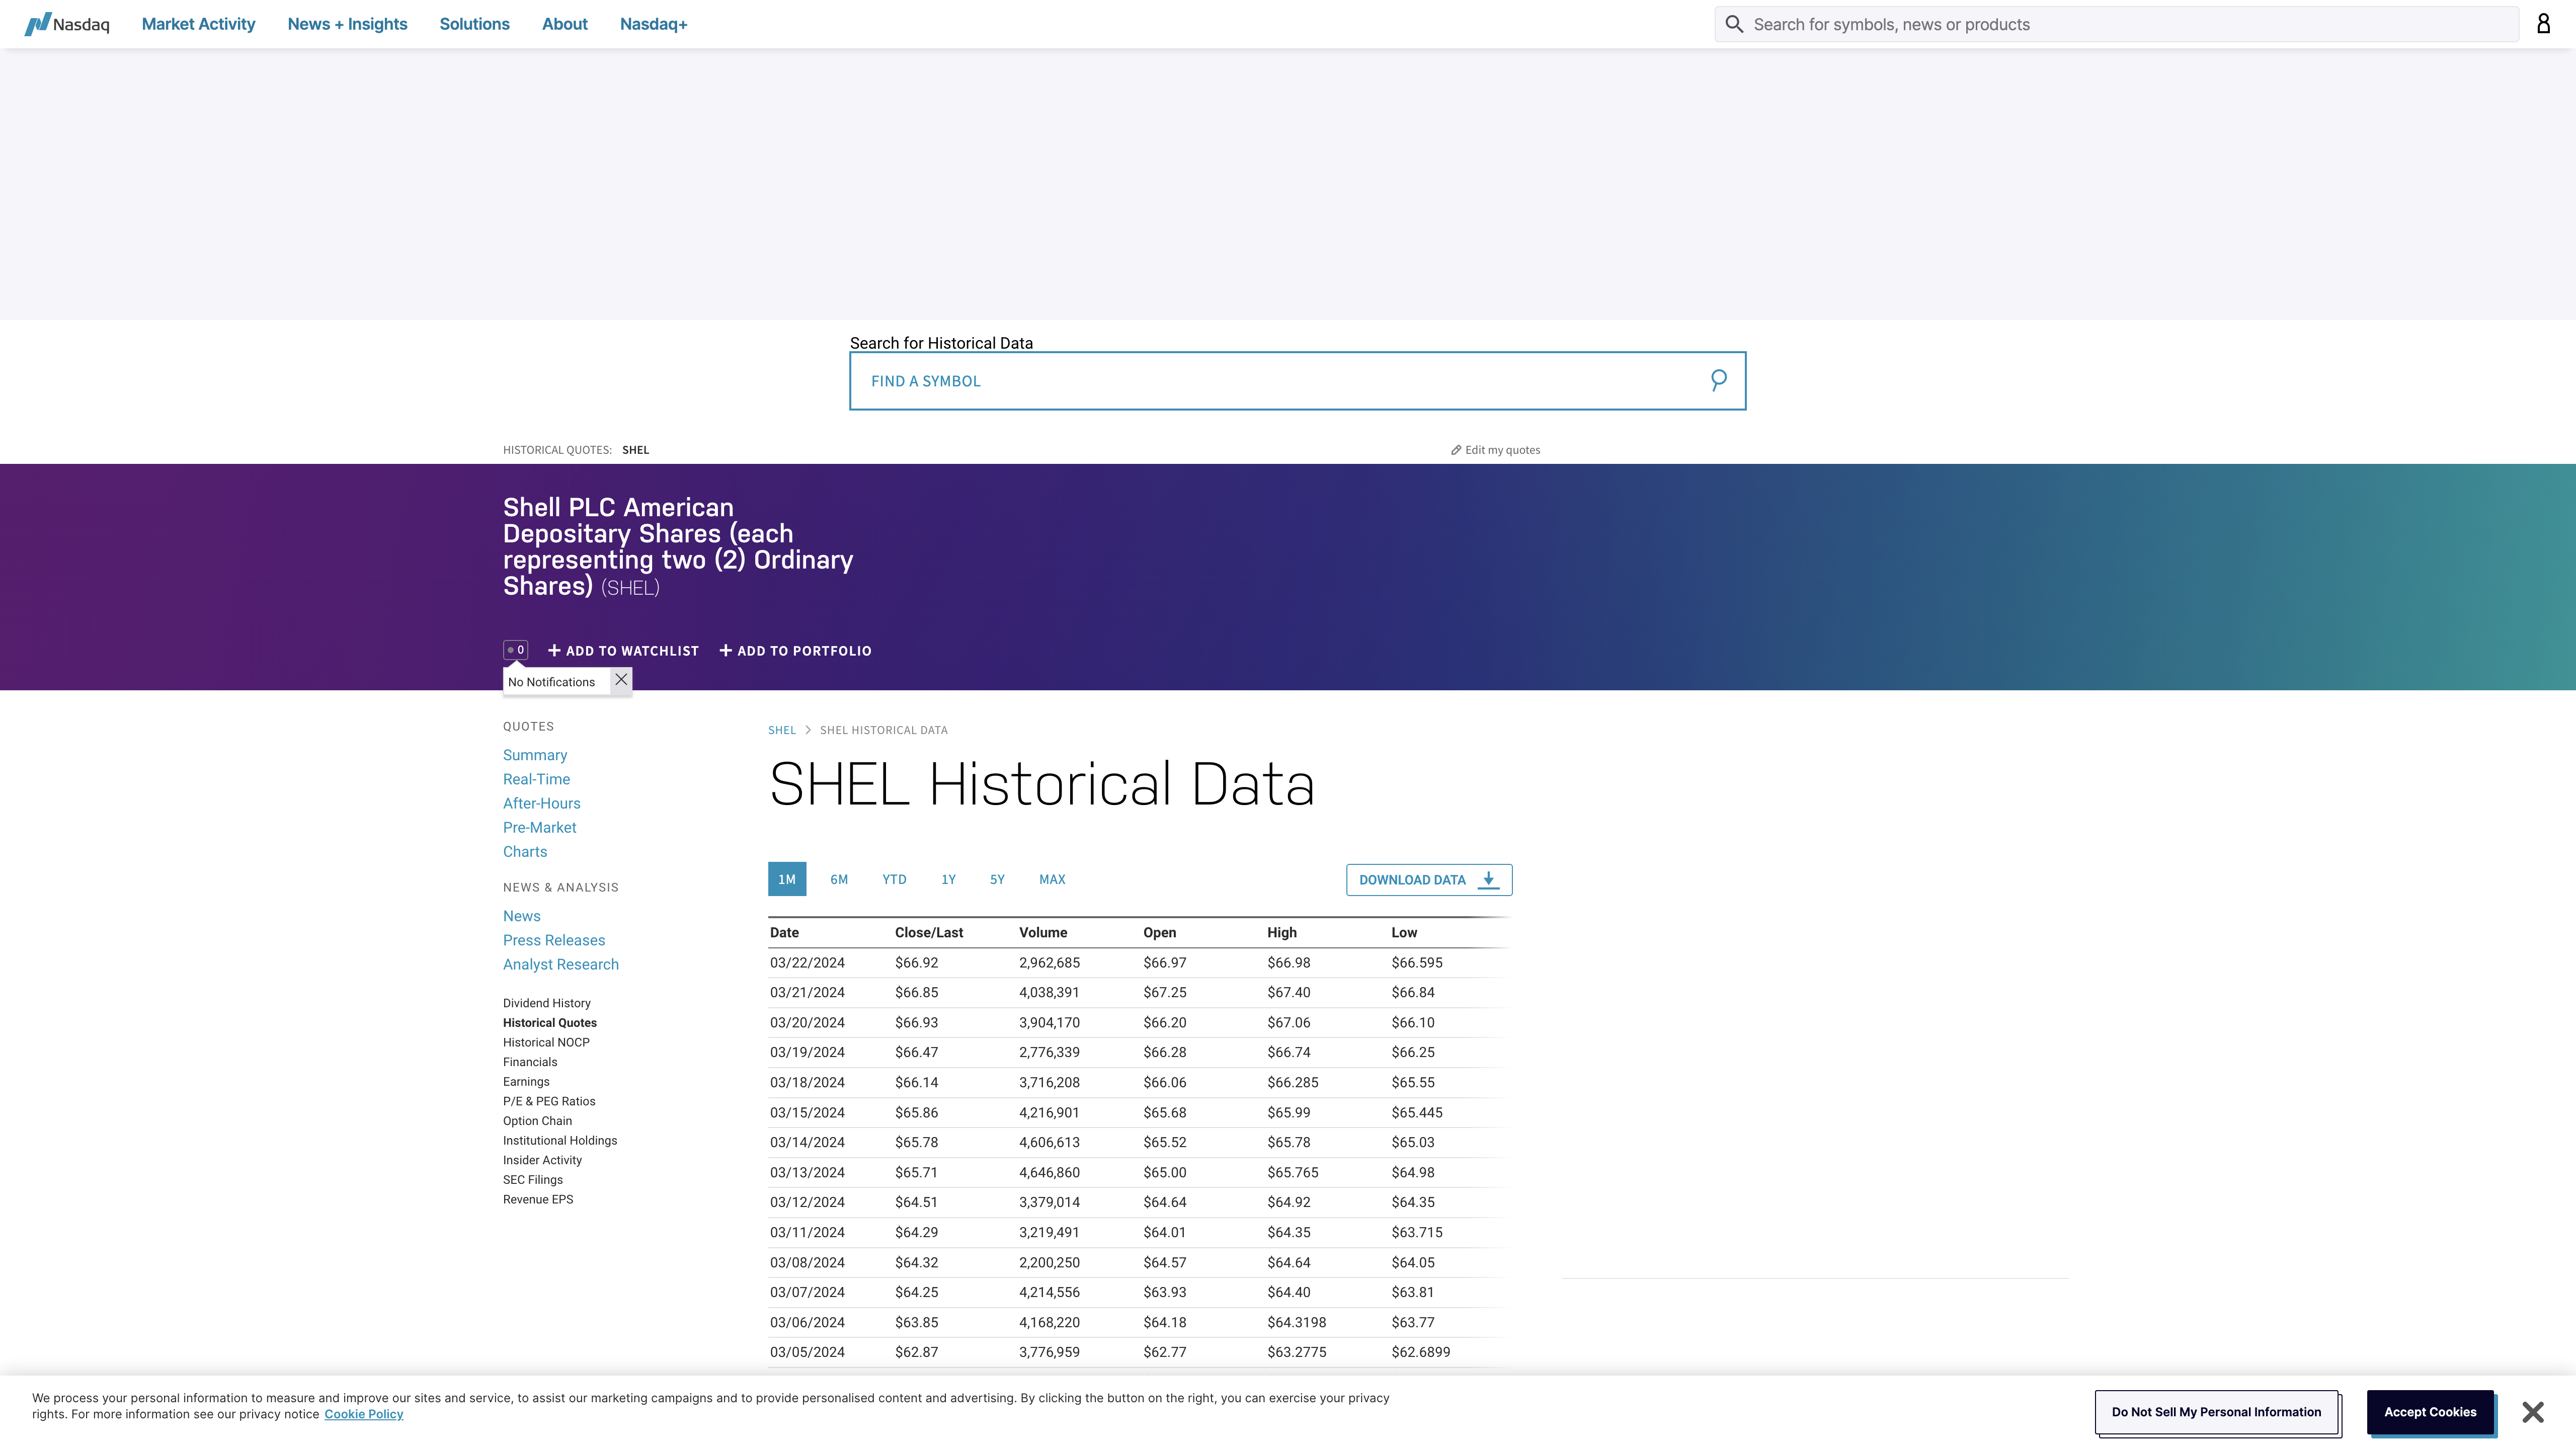 Nasdaq Market Activity News + Insights Solutions About Nasdaq+ Search for symbols, news or products
Search for Historical Data
FIND A SYMBOL
HISTORICAL QUOTES: SHEL Edit my quotes
Shell PLC American
Depositary Shares (each
representing two (2) Ordinary
Shares) (SHEL)
0 ADD TO WATCHLIST ADD TO PORTFOLIO
No Notifications
QUOTES
Summary
Real-Time
After-Hours
Pre-Market
Charts
NEWS & ANALYSIS
News
Press Releases
Analyst Research
Dividend History
Historical Quotes
Historical NOCP
Financials
Earnings
P/E & PEG Ratios
Option Chain
Institutional Holdings
Insider Activity
SEC Filings
Revenue EPS
SHEL > SHEL HISTORICAL DATA
SHEL Historical Data
1M 6M YTD 1Y 5Y MAX DOWNLOAD DATA
Date Close/Last Volume Open High Low
03/22/2024 $66.92 2,962,685 $66.97 $66.98 $66.595
03/21/2024 $66.85 4,038,391 $67.25 $67.40 $66.84
03/20/2024 $66.93 3,904,170 $66.20 $67.06 $66.10
03/19/2024 $66.47 2,776,339 $66.28 $66.74 $66.25
03/18/2024 $66.14 3,716,208 $66.06 $66.285 $65.55
03/15/2024 $65.86 4,216,901 $65.68 $65.99 $65.445
03/14/2024 $65.78 4,606,613 $65.52 $65.78 $65.03
03/13/2024 $65.71 4,646,860 $65.00 $65.765 $64.98
03/12/2024 $64.51 3,379,014 $64.64 $64.92 $64.35
03/11/2024 $64.29 3,219,491 $64.01 $64.35 $63.715
03/08/2024 $64.32 2,200,250 $64.57 $64.64 $64.05
03/07/2024 $64.25 4,214,556 $63.93 $64.40 $63.81
03/06/2024 $63.85 4,168,220 $64.18 $64.3198 $63.77
03/05/2024 $62.87 3,776,959 $62.77 $63.2775 $62.6899
We process your personal information to measure and improve our sites and service, to assist our marketing campaigns and to provide personalised content and advertising. By clicking the button on the right, you can exercise your privacy
rights. For more information see our privacy notice Cookie Policy
Do Not Sell My Personal Information Accept Cookies